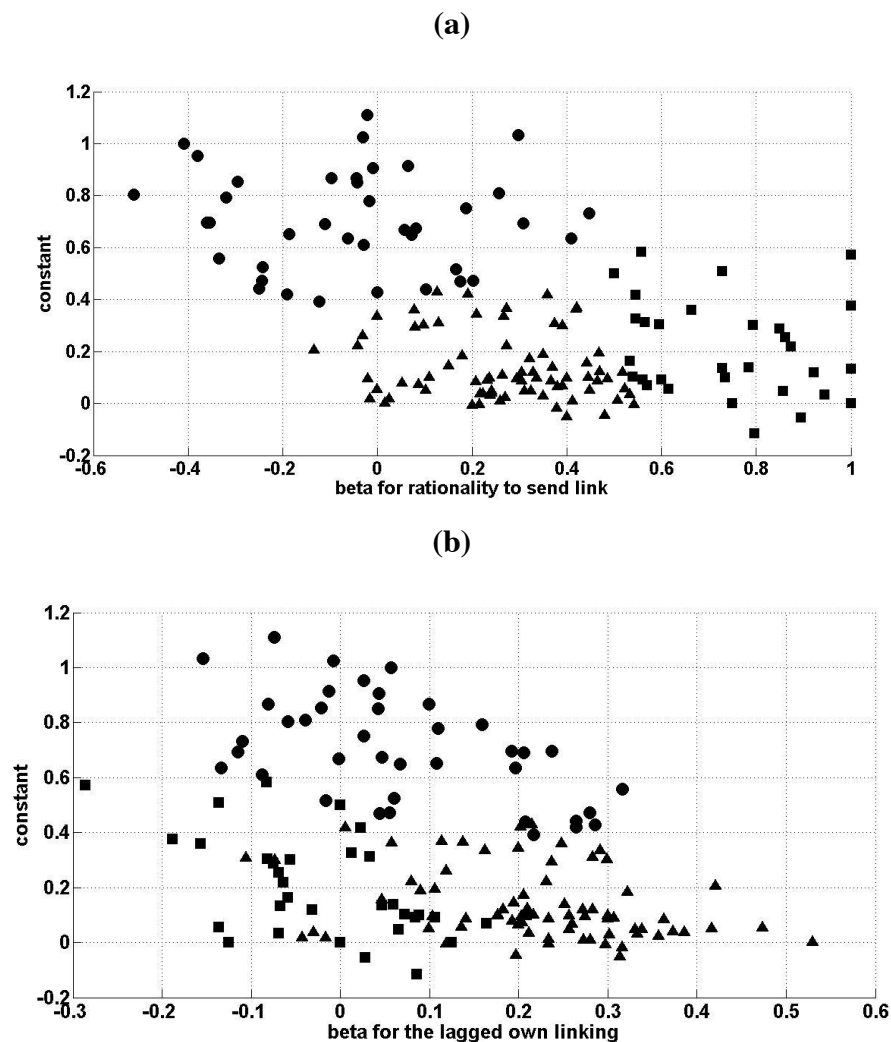 (a)
1.2
1
0.8
0.6
0.4
0.2
0
-0.2
constant
-0.6 -0.4 -0.2 0 0.2 0.4 0.6 0.8 1
beta for rationality to send link
(b)
1.2
1
0.8
0.6
0.4
0.2
0
-0.2
constant
-0.3 -0.2 -0.1 0 0.1 0.2 0.3 0.4 0.5 0.6
beta for the lagged own linking